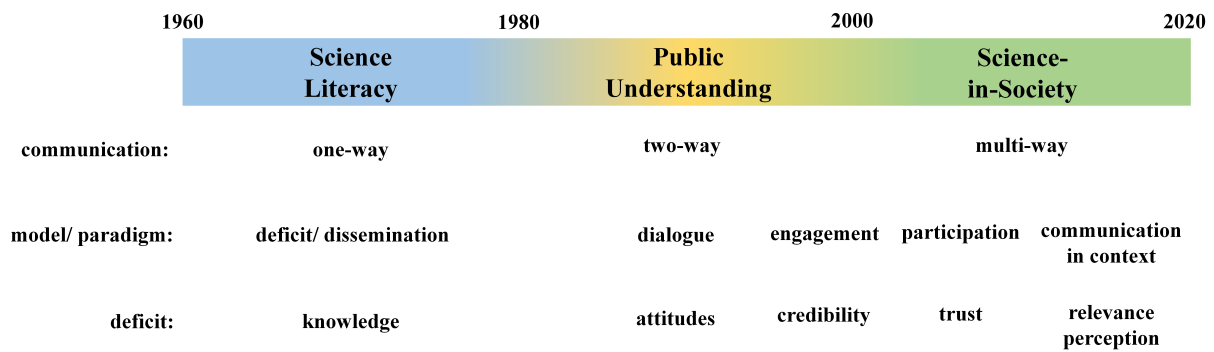 1960 1980 2000 2020
Science Public Science-
Literacy Understanding in-Society
communication: one-way two-way multi-way
model/ paradigm: deficit/ dissemination dialogue engagement participation communication
in context
deficit: knowledge attitudes credibility trust relevance
perception